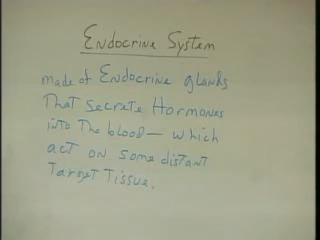 Endocrine System
made of Endocrine glands
That secrete Hormones
into The blood — which
act on some distant
Target Tissue.